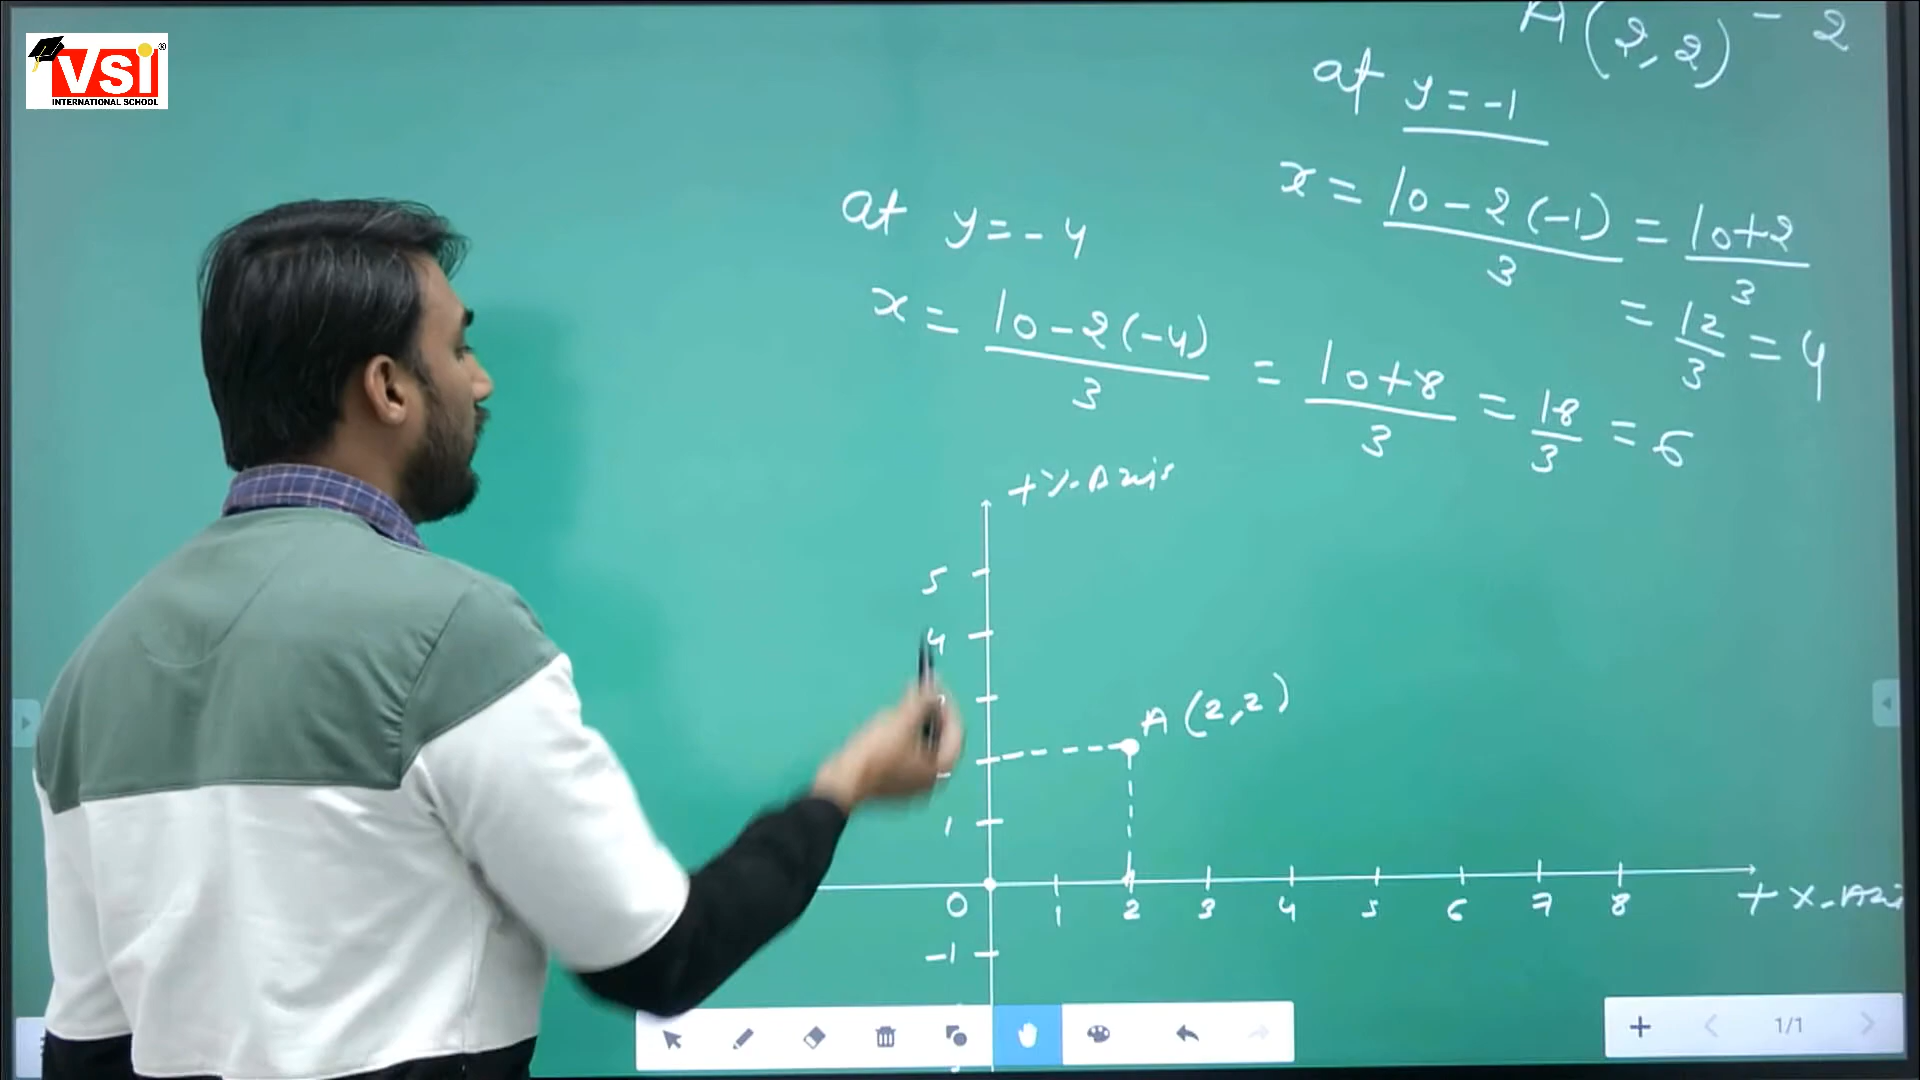 VSI®
INTERNATIONAL SCHOOL
A(2,2) - 2
at y = -1
x = 10-2(-1)/3 = 10+2/3
= 12/3 = 4
at y = -4
x = 10-2(-4)/3 = 10+8/3 = 18/3 = 6
+Y-Axis
5
4
A(2,2)
1
0 1 2 3 4 5 6 7 8
+ X-Axi
-1
1/1